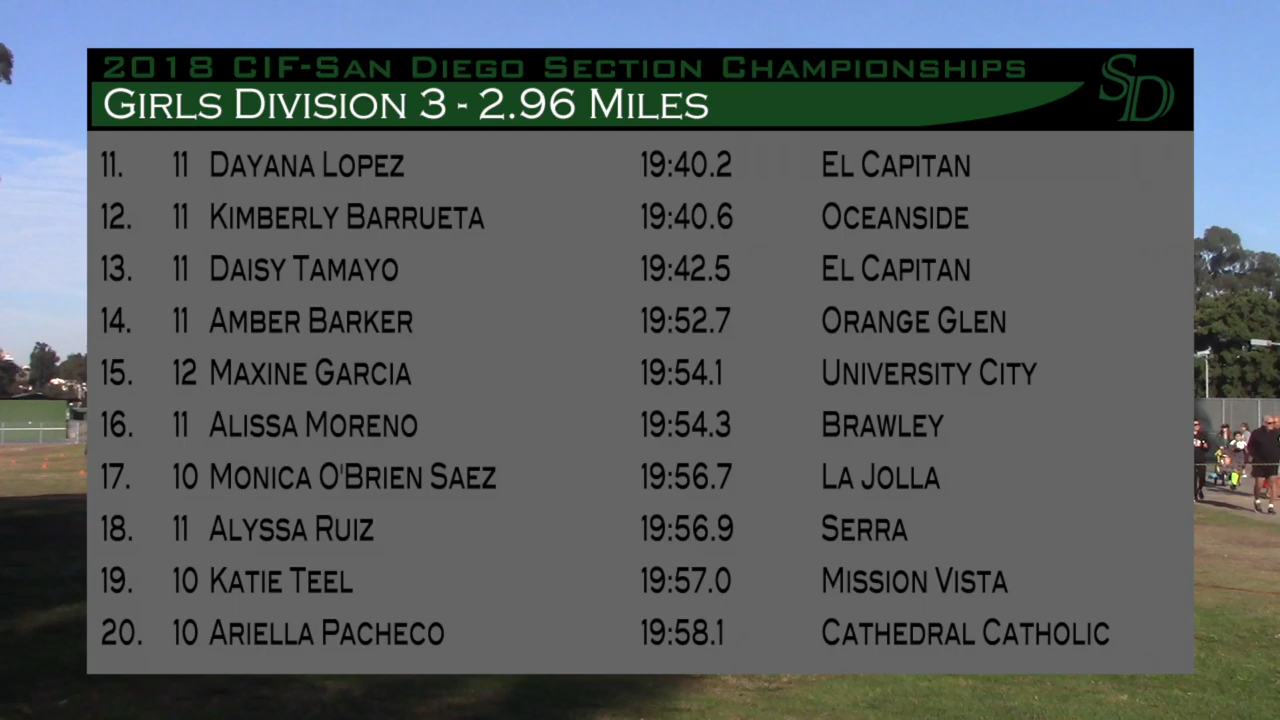 2018 CIF-San Diego Section Championships
SD
Girls Division 3 - 2.96 Miles
11. 11 Dayana Lopez 19:40.2 El Capitan
12. 11 Kimberly Barrueta 19:40.6 Oceanside
13. 11 Daisy Tamayo 19:42.5 El Capitan
14. 11 Amber Barker 19:52.7 Orange Glen
15. 12 Maxine Garcia 19:54.1 University City
16. 11 Alissa Moreno 19:54.3 Brawley
17. 10 Monica O'Brien Saez 19:56.7 La Jolla
18. 11 Alyssa Ruiz 19:56.9 Serra
19. 10 Katie Teel 19:57.0 Mission Vista
20. 10 Ariella Pacheco 19:58.1 Cathedral Catholic